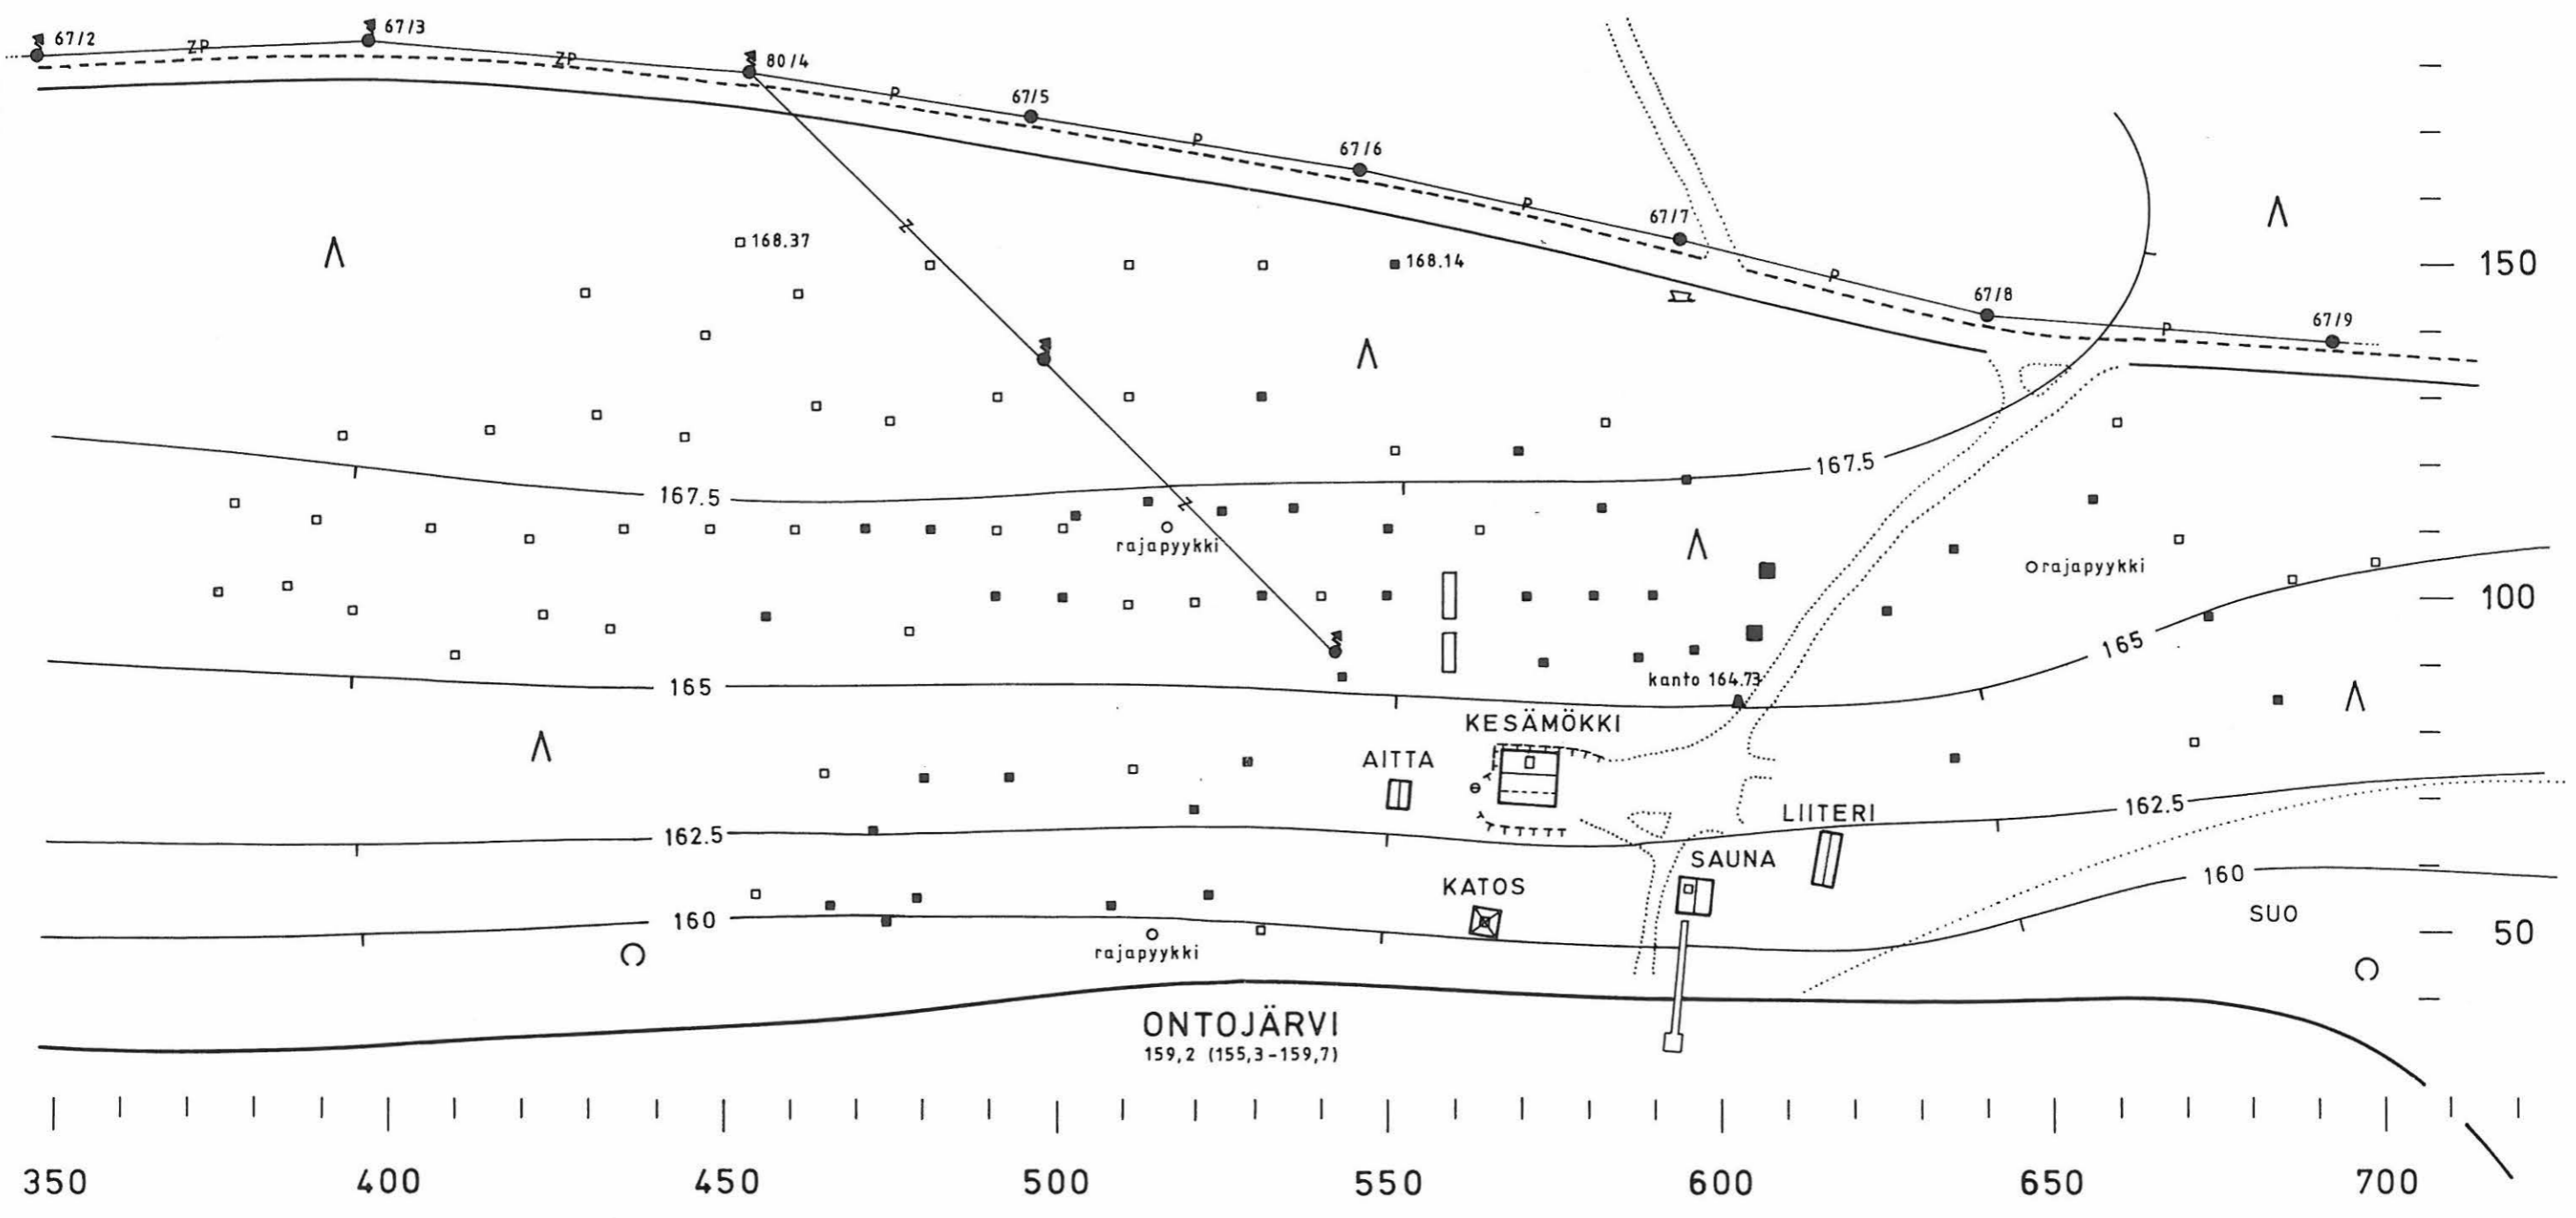 67/2
67/3
ZP
ZP
80/4
P
67/5
P
67/6
P
67/7
P
67/8
P
67/9
Z
168.37
168.14
150
167.5
167.5
Z
rajapyykki
rajapyykki
100
165
165
kanto 164.73
KESÄMÖKKI
AITTA
LIITERI
162.5
162.5
SAUNA
KATOS
160
160
SUO
50
rajapyykki
ONTOJÄRVI
159,2 (155,3-159,7)
350 400 450 500 550 600 650 700